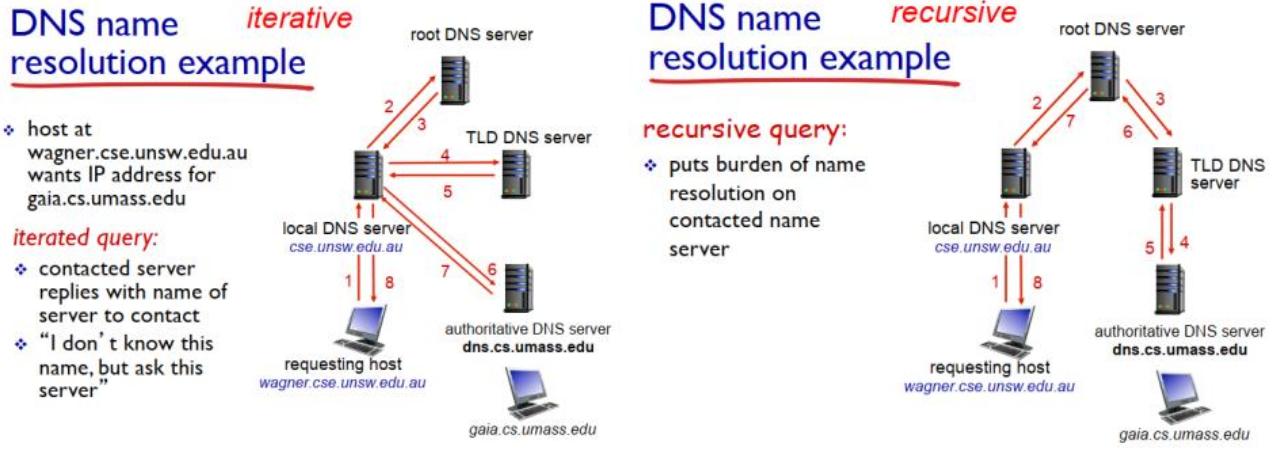 DNS name
resolution example
iterative
❖ host at
wagner.cse.unsw.edu.au
wants IP address for
gaia.cs.umass.edu
iterated query:
❖ contacted server
replies with name of
server to contact
❖ “I don’t know this
name, but ask this
server”
root DNS server
2
3
TLD DNS server
4
5
local DNS server
cse.unsw.edu.au
1
8
7
6
authoritative DNS server
dns.cs.umass.edu
requesting host
wagner.cse.unsw.edu.au
gaia.cs.umass.edu
DNS name
resolution example
recursive
recursive query:
❖ puts burden of name
resolution on
contacted name
server
root DNS server
2
7
3
6
TLD DNS
server
local DNS server
cse.unsw.edu.au
1
8
5
4
authoritative DNS server
dns.cs.umass.edu
requesting host
wagner.cse.unsw.edu.au
gaia.cs.umass.edu